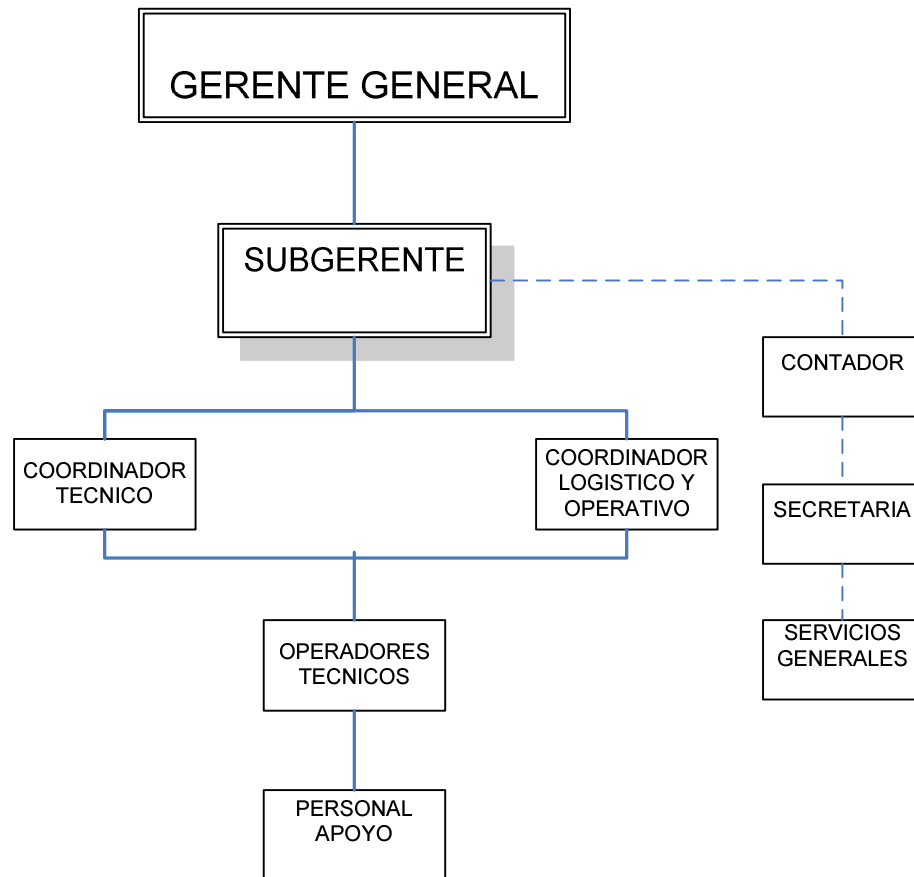 GERENTE GENERAL
SUBGERENTE
CONTADOR
COORDINADOR
TECNICO
COORDINADOR
LOGISTICO Y
OPERATIVO
SECRETARIA
OPERADORES
TECNICOS
SERVICIOS
GENERALES
PERSONAL
APOYO